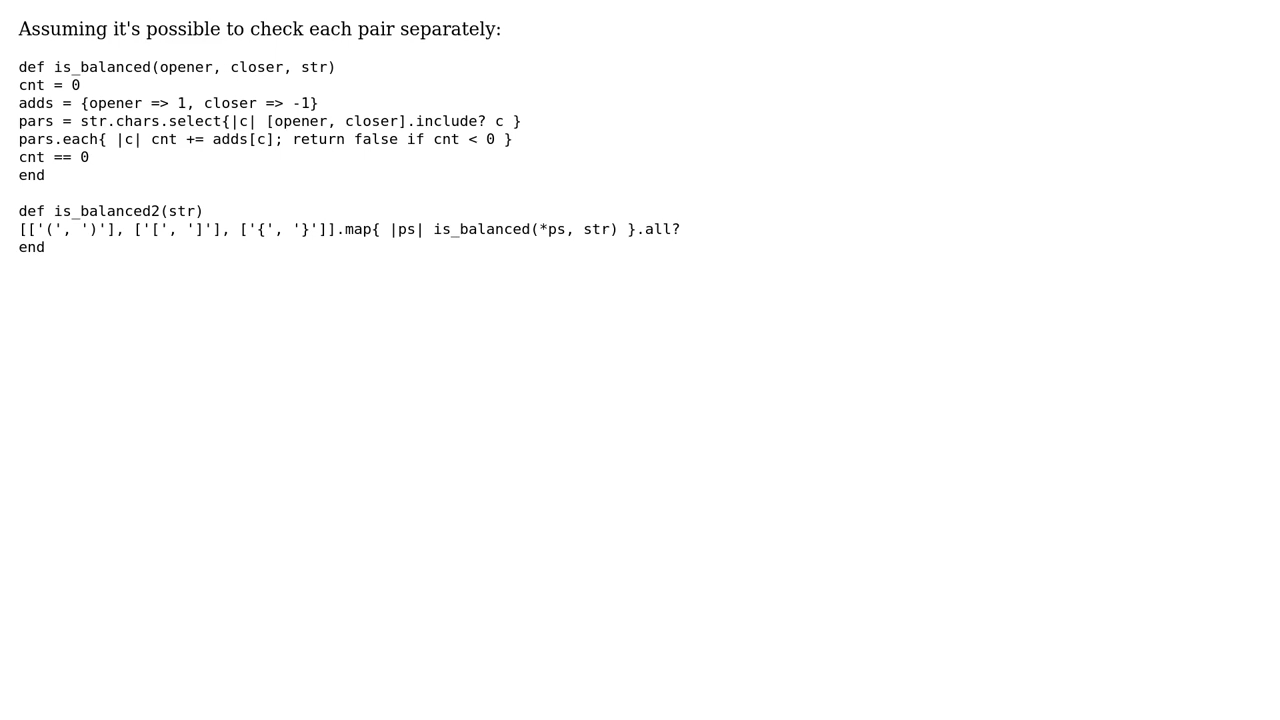 Assuming it's possible to check each pair separately:
def is_balanced(opener, closer, str)
cnt = 0
adds = {opener => 1, closer => -1}
pars = str.chars.select{|c| [opener, closer].include? c }
pars.each{ |c| cnt += adds[c]; return false if cnt < 0 }
cnt == 0
end

def is_balanced2(str)
[['(', ')'], ['[', ']'], ['{', '}']].map{ |ps| is_balanced(*ps, str) }.all?
end